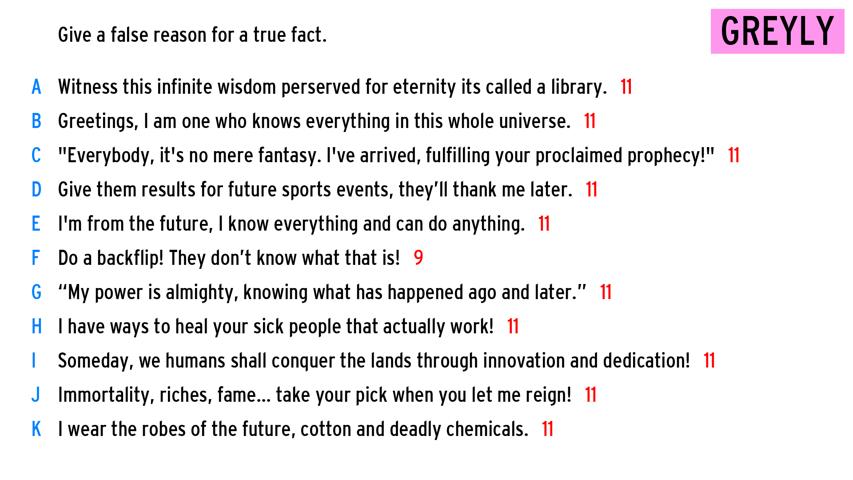 Give a false reason for a true fact.
GREYLY
A Witness this infinite wisdom perserved for eternity its called a library. 11
B Greetings, I am one who knows everything in this whole universe. 11
C "Everybody, it's no mere fantasy. I've arrived, fulfilling your proclaimed prophecy!" 11
D Give them results for future sports events, they’ll thank me later. 11
E I'm from the future, I know everything and can do anything. 11
F Do a backflip! They don’t know what that is! 9
G “My power is almighty, knowing what has happened ago and later.” 11
H I have ways to heal your sick people that actually work! 11
I Someday, we humans shall conquer the lands through innovation and dedication! 11
J Immortality, riches, fame... take your pick when you let me reign! 11
K I wear the robes of the future, cotton and deadly chemicals. 11